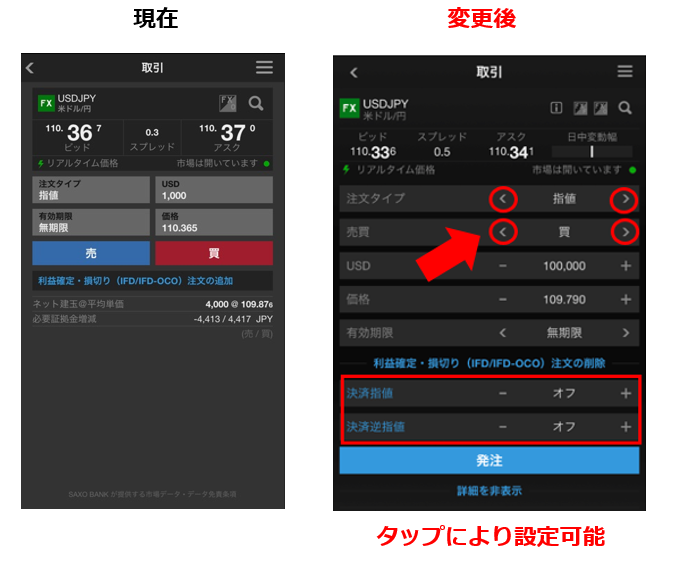 現在
変更後
取引
FX USDJPY
米ドル/円
110. 36 7
ビッド
0.3
スプレッド
110. 37 0
アスク
リアルタイム価格
市場は開いています
注文タイプ
指値
USD
1,000
有効期限
無期限
価格
110.365
売
買
利益確定・損切り（IFD/IFD-OCO）注文の追加
ネット建玉@平均単価
4,000 @ 109.876
必要証拠金増減
-4,413 / 4,417 JPY
(売 / 買)
SAXO BANK が提供する市場データ・データ免責条項
取引
FX USDJPY
米ドル/円
ビッド スプレッド アスク 日中変動幅
110.336 0.5 110.341
リアルタイム価格
市場は開いています
注文タイプ < 指値 >
売買 < 買 >
USD − 100,000 +
価格 − 109.790 +
有効期限 < 無期限 >
利益確定・損切り（IFD/IFD-OCO）注文の削除
決済指値 − オフ +
決済逆指値 − オフ +
発注
詳細を非表示
タップにより設定可能